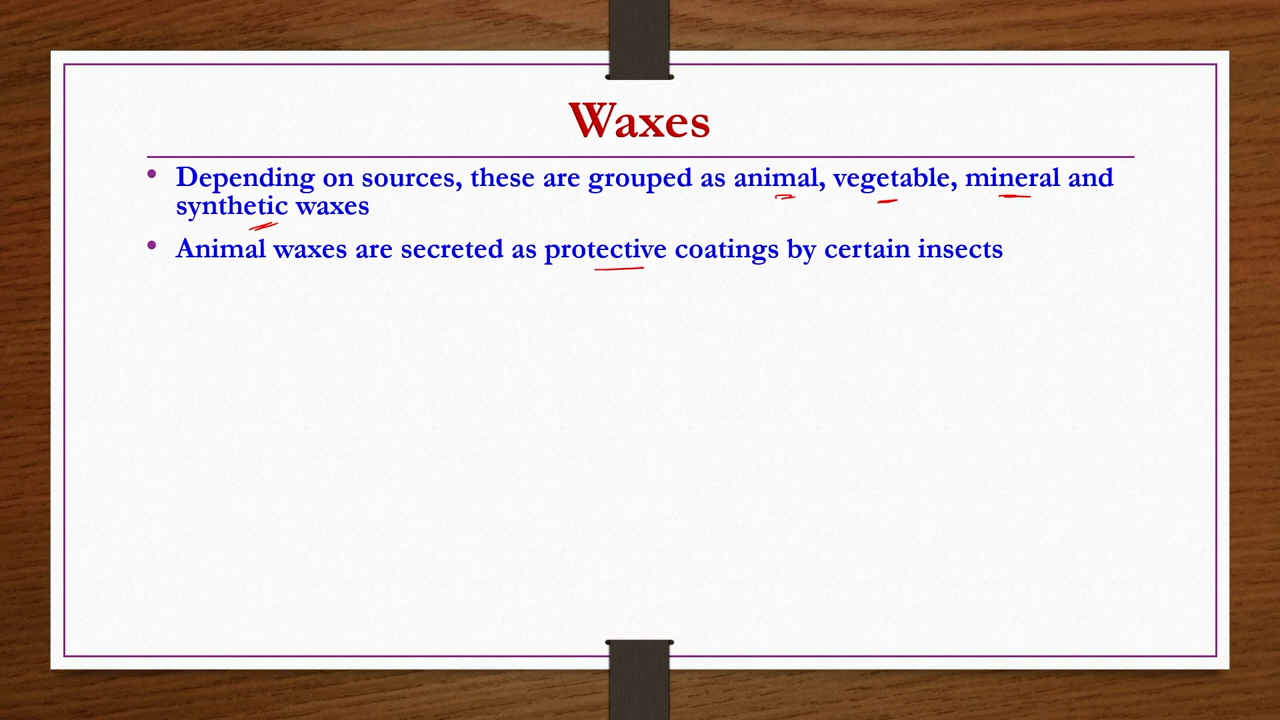 Waxes
• Depending on sources, these are grouped as animal, vegetable, mineral and
synthetic waxes
• Animal waxes are secreted as protective coatings by certain insects